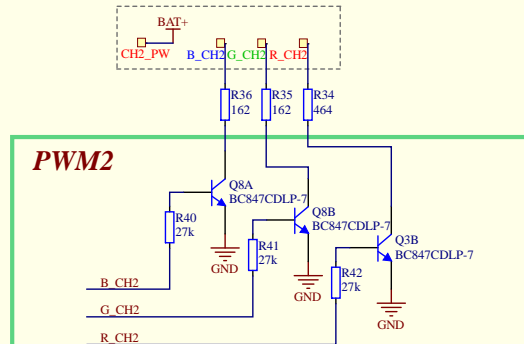 BAT+
CH2_PW
B_CH2 G_CH2 R_CH2
R36 R35 R34
162 162 464
PWM2
Q8A
BC847CDLP-7
R40
27k
Q8B
BC847CDLP-7
GND
R41
27k
Q3B
BC847CDLP-7
GND
R42
27k
B_CH2
G_CH2
GND
R_CH2